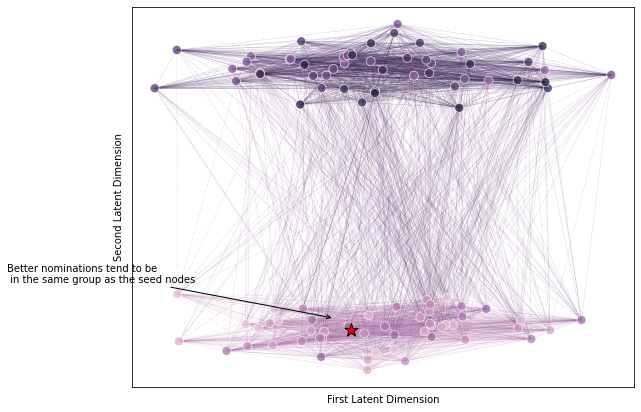 Second Latent Dimension
Better nominations tend to be
in the same group as the seed nodes
First Latent Dimension